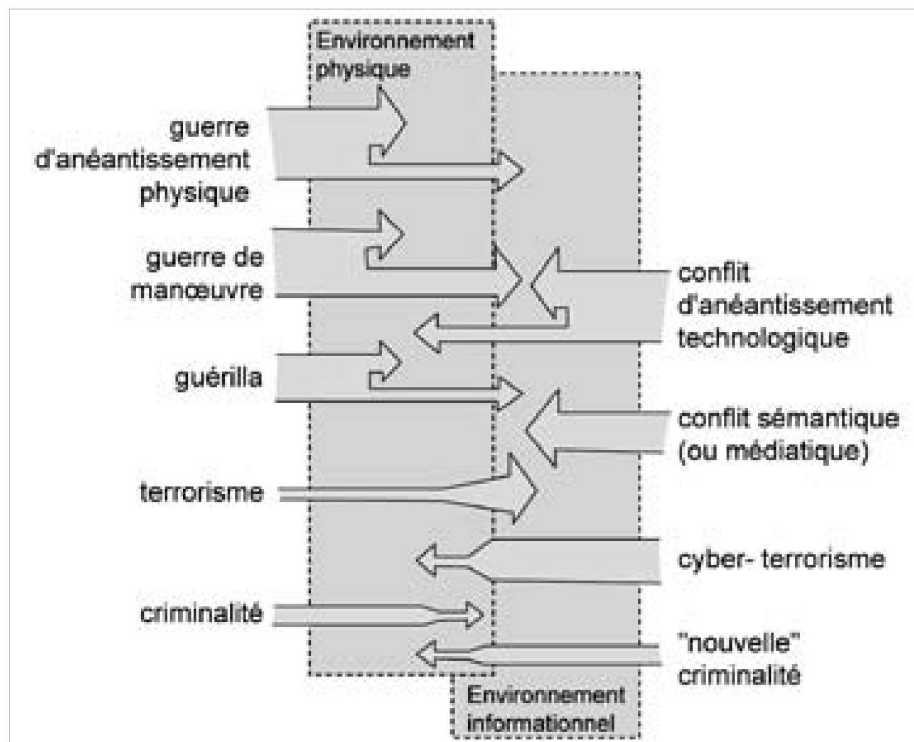 Environnement
physique
guerre
d'anéantissement
physique
guerre de
manœuvre
conflit
d'anéantissement
technologique
guérilla
conflit sémantique
(ou médiatique)
terrorisme
cyber- terrorisme
criminalité
"nouvelle"
criminalité
Environnement
informationnel